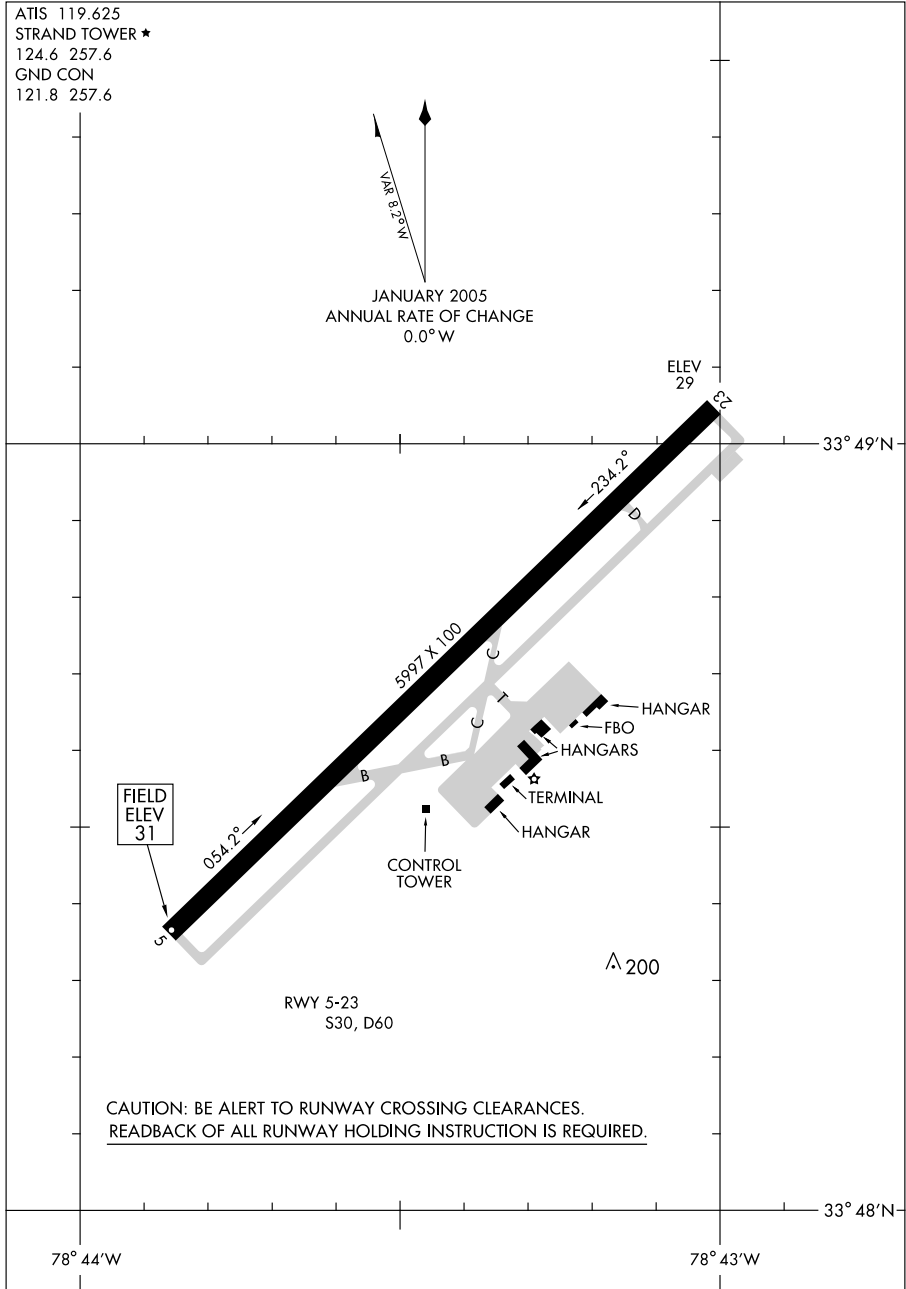 ATIS 119.625
STRAND TOWER ★
124.6 257.6
GND CON
121.8 257.6
VAR 8.2° W
JANUARY 2005
ANNUAL RATE OF CHANGE
0.0° W
ELEV
29
23
33° 49'N
234.2°
D
5997 X 100
C
T
C
HANGAR
FBO
HANGARS
B
B
TERMINAL
HANGAR
FIELD
ELEV
31
054.2°
CONTROL
TOWER
5
200
RWY 5-23
S30, D60
CAUTION: BE ALERT TO RUNWAY CROSSING CLEARANCES.
READBACK OF ALL RUNWAY HOLDING INSTRUCTION IS REQUIRED.
33° 48'N
78° 44'W
78° 43'W